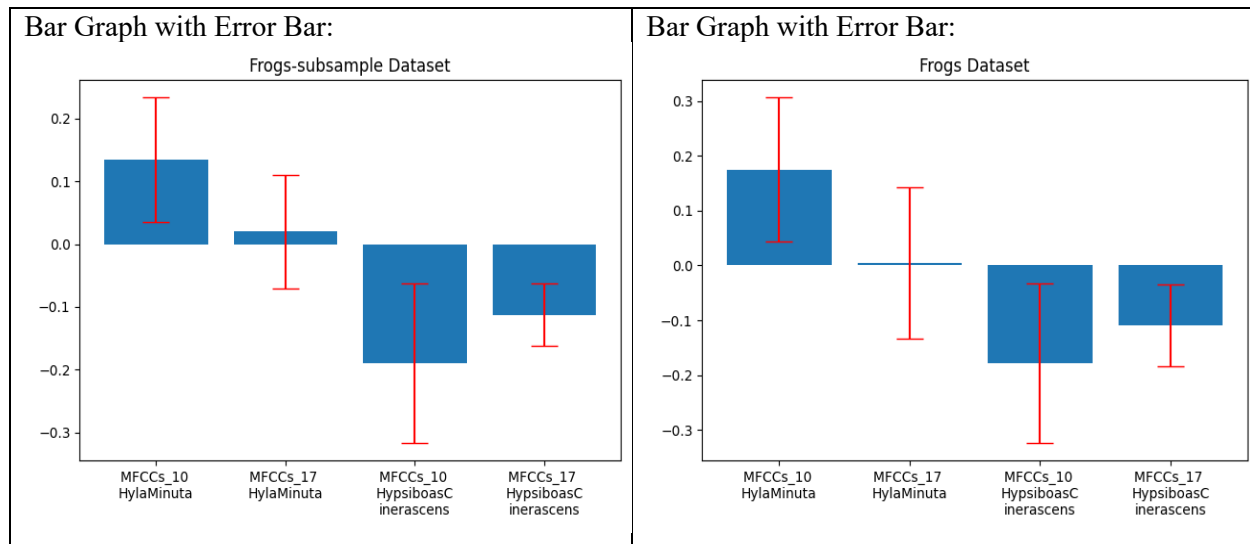 Bar Graph with Error Bar:
Frogs-subsample Dataset
0.2
0.1
0.0
−0.1
−0.2
−0.3
MFCCs_10 MFCCs_17 MFCCs_10 MFCCs_17
HylaMinuta HylaMinuta HypsiboasC HypsiboasC
inerascens inerascens
Bar Graph with Error Bar:
Frogs Dataset
0.3
0.2
0.1
0.0
−0.1
−0.2
−0.3
MFCCs_10 MFCCs_17 MFCCs_10 MFCCs_17
HylaMinuta HylaMinuta HypsiboasC HypsiboasC
inerascens inerascens